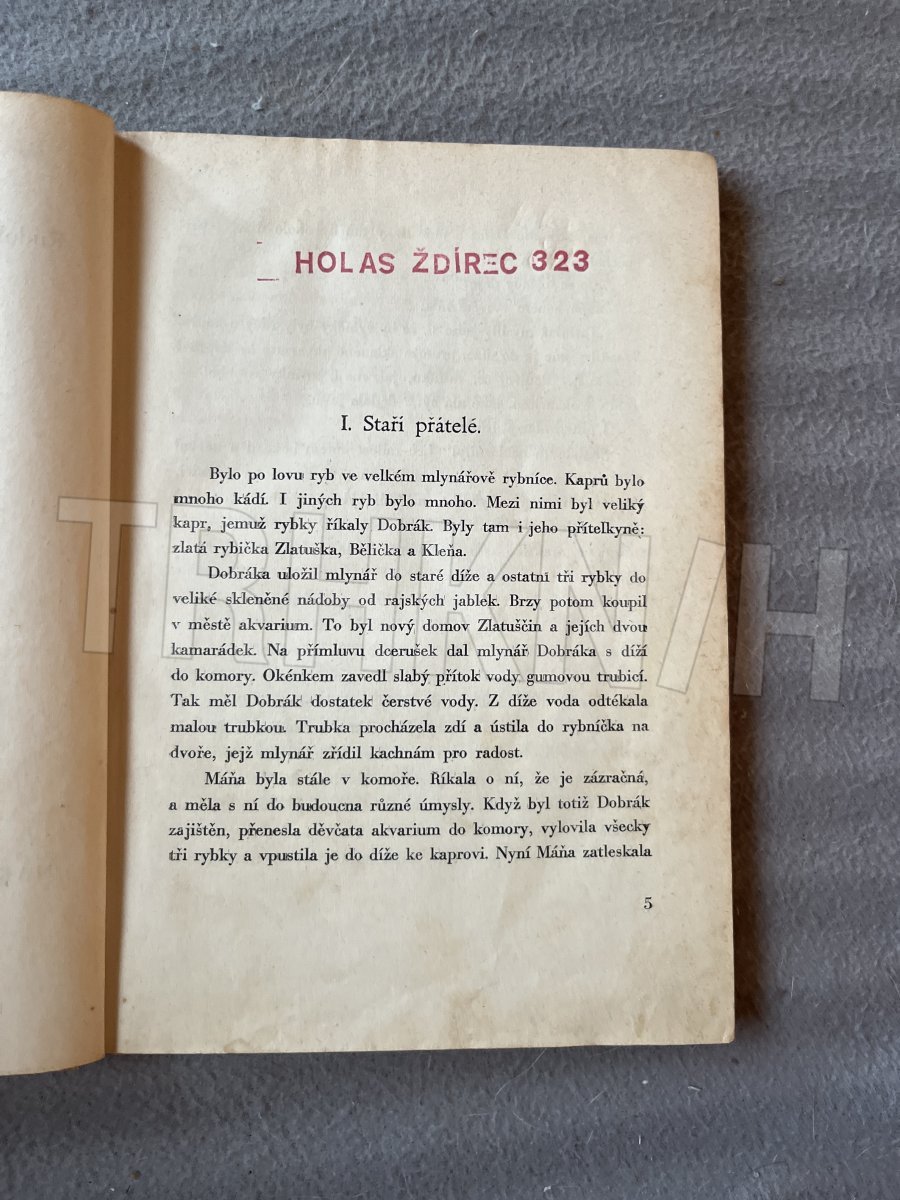 HOLAS ŽDÍREC 323
I. Staří přátelé.
Bylo po lovu ryb ve velkém mlynářově rybníce. Kaprů bylo
mnoho kádí. I jiných ryb bylo mnoho. Mezi nimi byl veliký
kapr, jemuž rybky říkaly Dobrák. Byly tam i jeho přítelkyně:
zlatá rybička Zlatuška, Bělička a Kleňa.
Dobráka uložil mlynář do staré díže a ostatní tři rybky do
veliké skleněné nádoby od rajských jablek. Brzy potom koupil
v městě akvarium. To byl nový domov Zlatuščin a jejích dvou
kamarádek. Na přímluvu dcerušek dal mlynář Dobráka s díží
do komory. Okénkem zavedl slabý přítok vody gumovou trubicí.
Tak měl Dobrák dostatek čerstvé vody. Z díže voda odtékala
malou trubkou. Trubka procházela zdí a ústila do rybníčka na
dvoře, jejž mlynář zřídil kachnám pro radost.
Máňa byla stále v komoře. Říkala o ní, že je zázračná,
a měla s ní do budoucna různé úmysly. Když byl totiž Dobrák
zajištěn, přenesla děvčata akvarium do komory, vylovila všecky
tři rybky a vpustila je do díže ke kaprovi. Nyní Máňa zatleskala
5
TRHKNIH